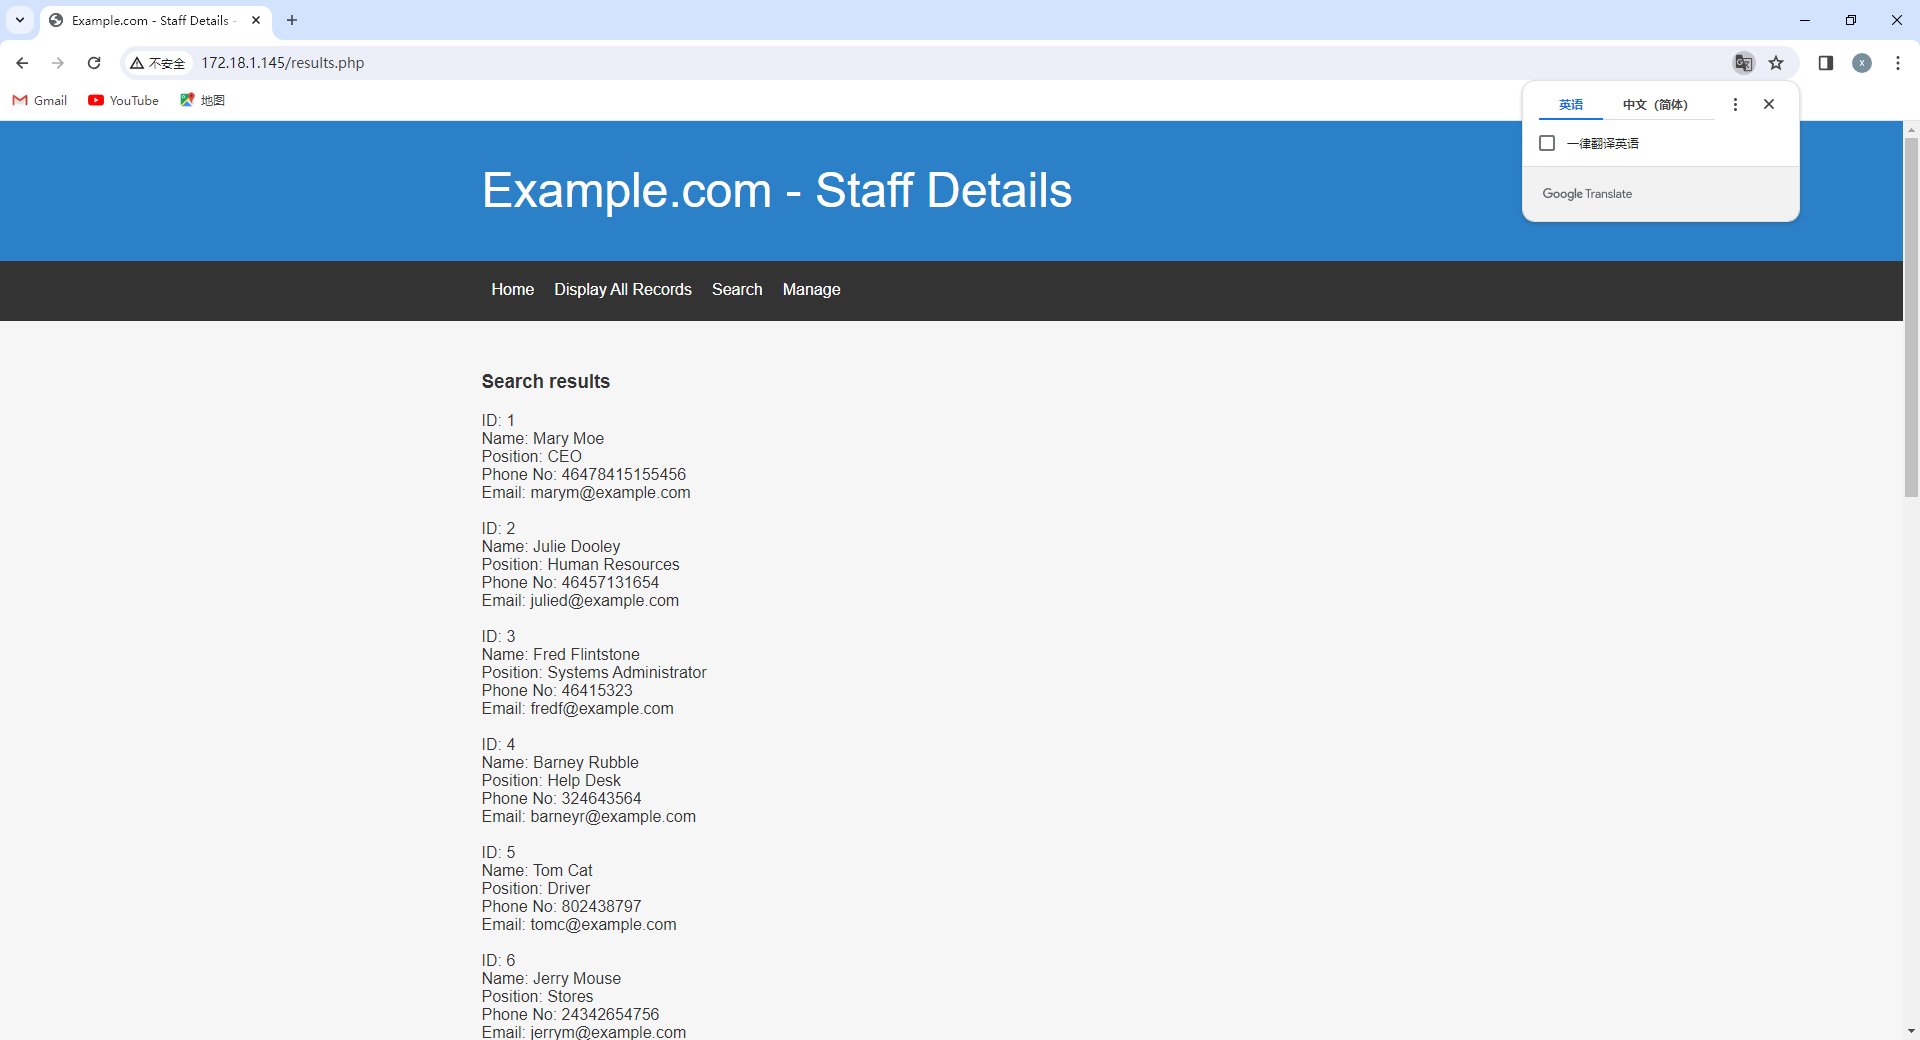 Example.com - Staff Details -
不安全
172.18.1.145/results.php
x
Gmail
YouTube
地图
英语
中文（简体）
一律翻译英语
Google Translate
Example.com - Staff Details
Home
Display All Records
Search
Manage
Search results
ID: 1
Name: Mary Moe
Position: CEO
Phone No: 46478415155456
Email: marym@example.com
ID: 2
Name: Julie Dooley
Position: Human Resources
Phone No: 46457131654
Email: julied@example.com
ID: 3
Name: Fred Flintstone
Position: Systems Administrator
Phone No: 46415323
Email: fredf@example.com
ID: 4
Name: Barney Rubble
Position: Help Desk
Phone No: 324643564
Email: barneyr@example.com
ID: 5
Name: Tom Cat
Position: Driver
Phone No: 802438797
Email: tomc@example.com
ID: 6
Name: Jerry Mouse
Position: Stores
Phone No: 24342654756
Email: jerrym@example.com